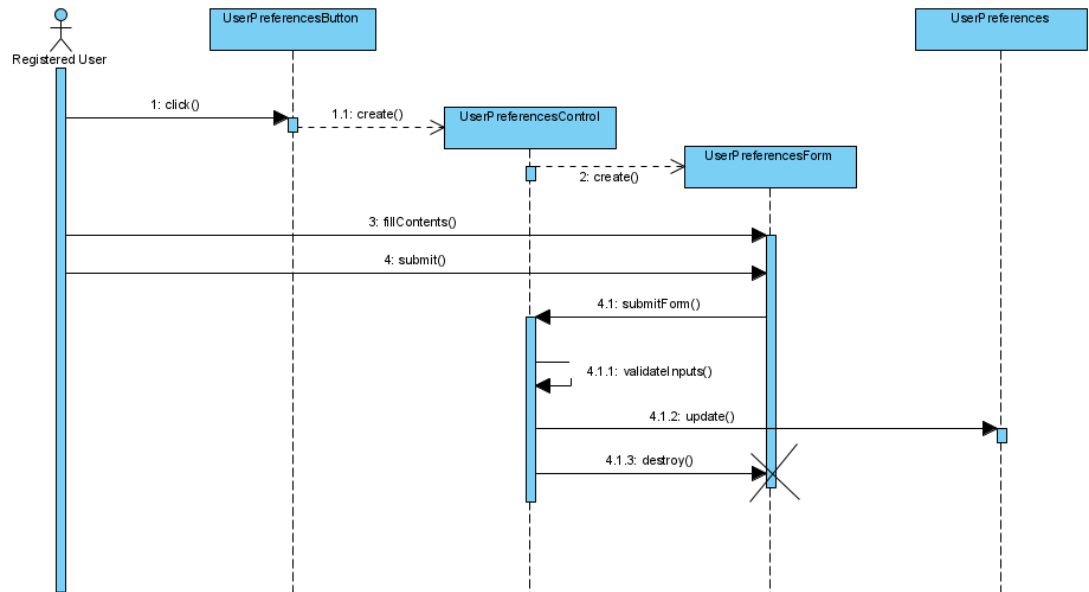 UserPreferencesButton
UserPreferences
Registered User
1: click()
1.1: create()
UserPreferencesControl
UserPreferencesForm
2: create()
3: fillContents()
4: submit()
4.1: submitForm()
4.1.1: validateInputs()
4.1.2: update()
4.1.3: destroy()